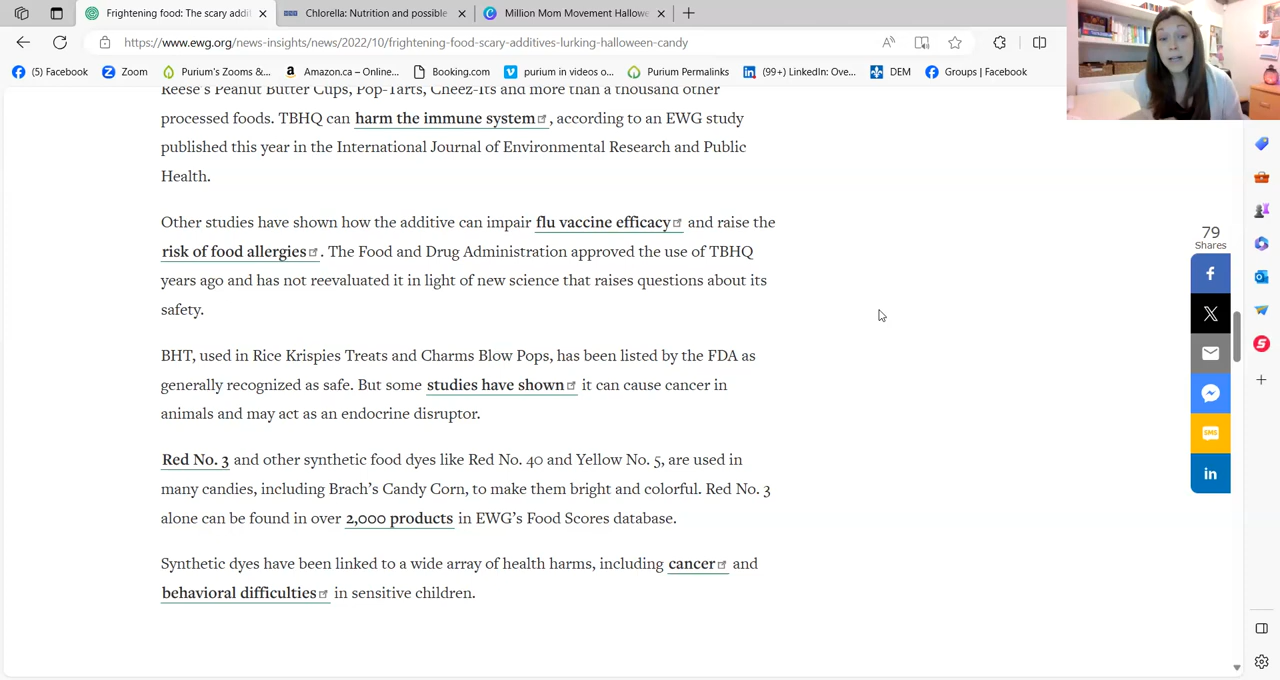 Frightening food: The scary addi
Chlorella: Nutrition and possible
Million Mom Movement Hallow
https://www.ewg.org/news-insights/news/2022/10/frightening-food-scary-additives-lurking-halloween-candy
(5) Facebook
Zoom
Purium's Zooms &...
Amazon.ca – Online...
Booking.com
purium in videos o...
Purium Permalinks
(99+) LinkedIn: Ove...
DEM
Groups | Facebook
Reese's Peanut Butter Cups, Pop-Tarts, Cheez-Its and more than a thousand other
processed foods. TBHQ can harm the immune system, according to an EWG study
published this year in the International Journal of Environmental Research and Public
Health.
Other studies have shown how the additive can impair flu vaccine efficacy and raise the
risk of food allergies. The Food and Drug Administration approved the use of TBHQ
years ago and has not reevaluated it in light of new science that raises questions about its
safety.
BHT, used in Rice Krispies Treats and Charms Blow Pops, has been listed by the FDA as
generally recognized as safe. But some studies have shown it can cause cancer in
animals and may act as an endocrine disruptor.
Red No. 3 and other synthetic food dyes like Red No. 40 and Yellow No. 5, are used in
many candies, including Brach's Candy Corn, to make them bright and colorful. Red No. 3
alone can be found in over 2,000 products in EWG's Food Scores database.
Synthetic dyes have been linked to a wide array of health harms, including cancer and
behavioral difficulties in sensitive children.
79
Shares
SMS